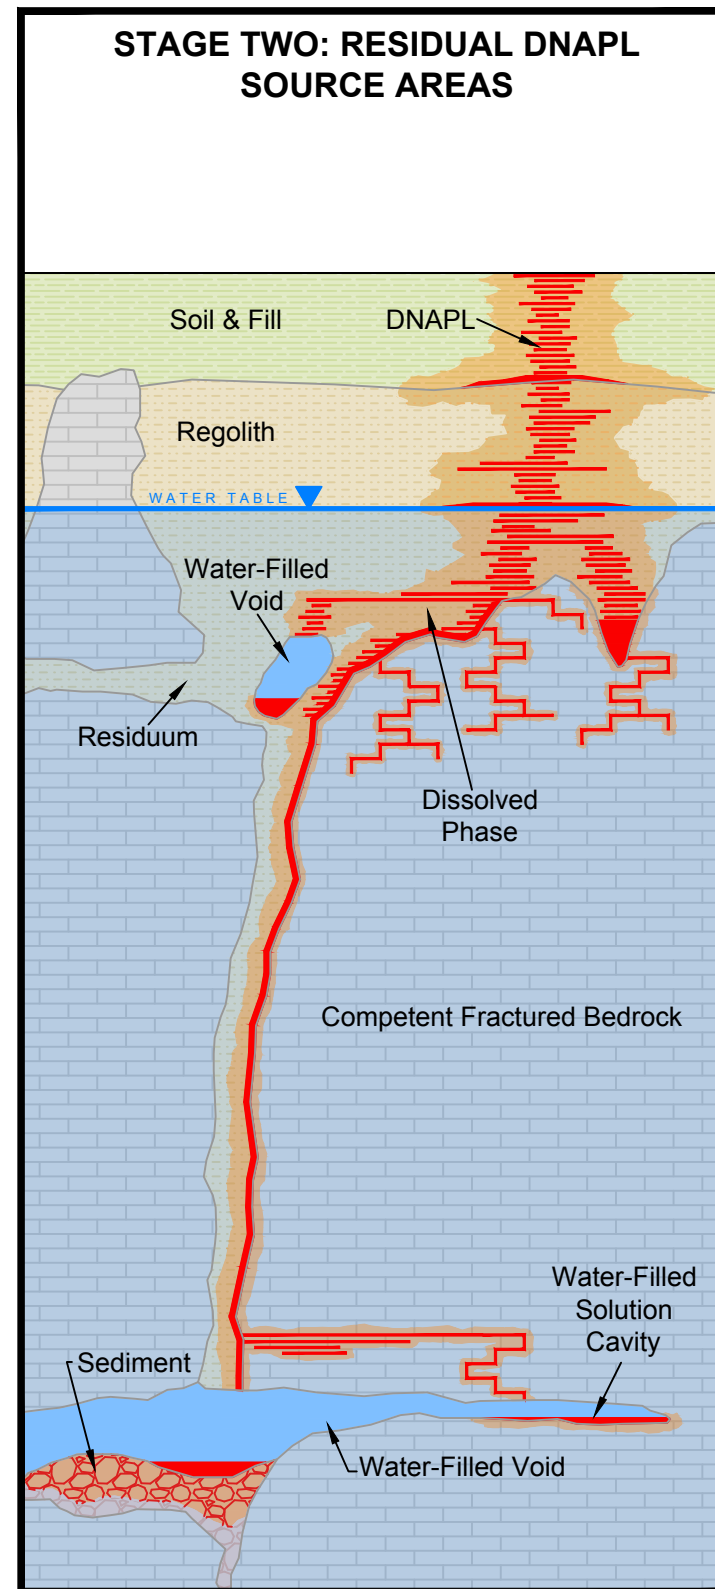 STAGE TWO: RESIDUAL DNAPL
SOURCE AREAS
Soil & Fill
DNAPL
Regolith
WATER TABLE
Water-Filled
Void
Residuum
Dissolved
Phase
Competent Fractured Bedrock
Water-Filled
Solution
Cavity
Sediment
Water-Filled Void